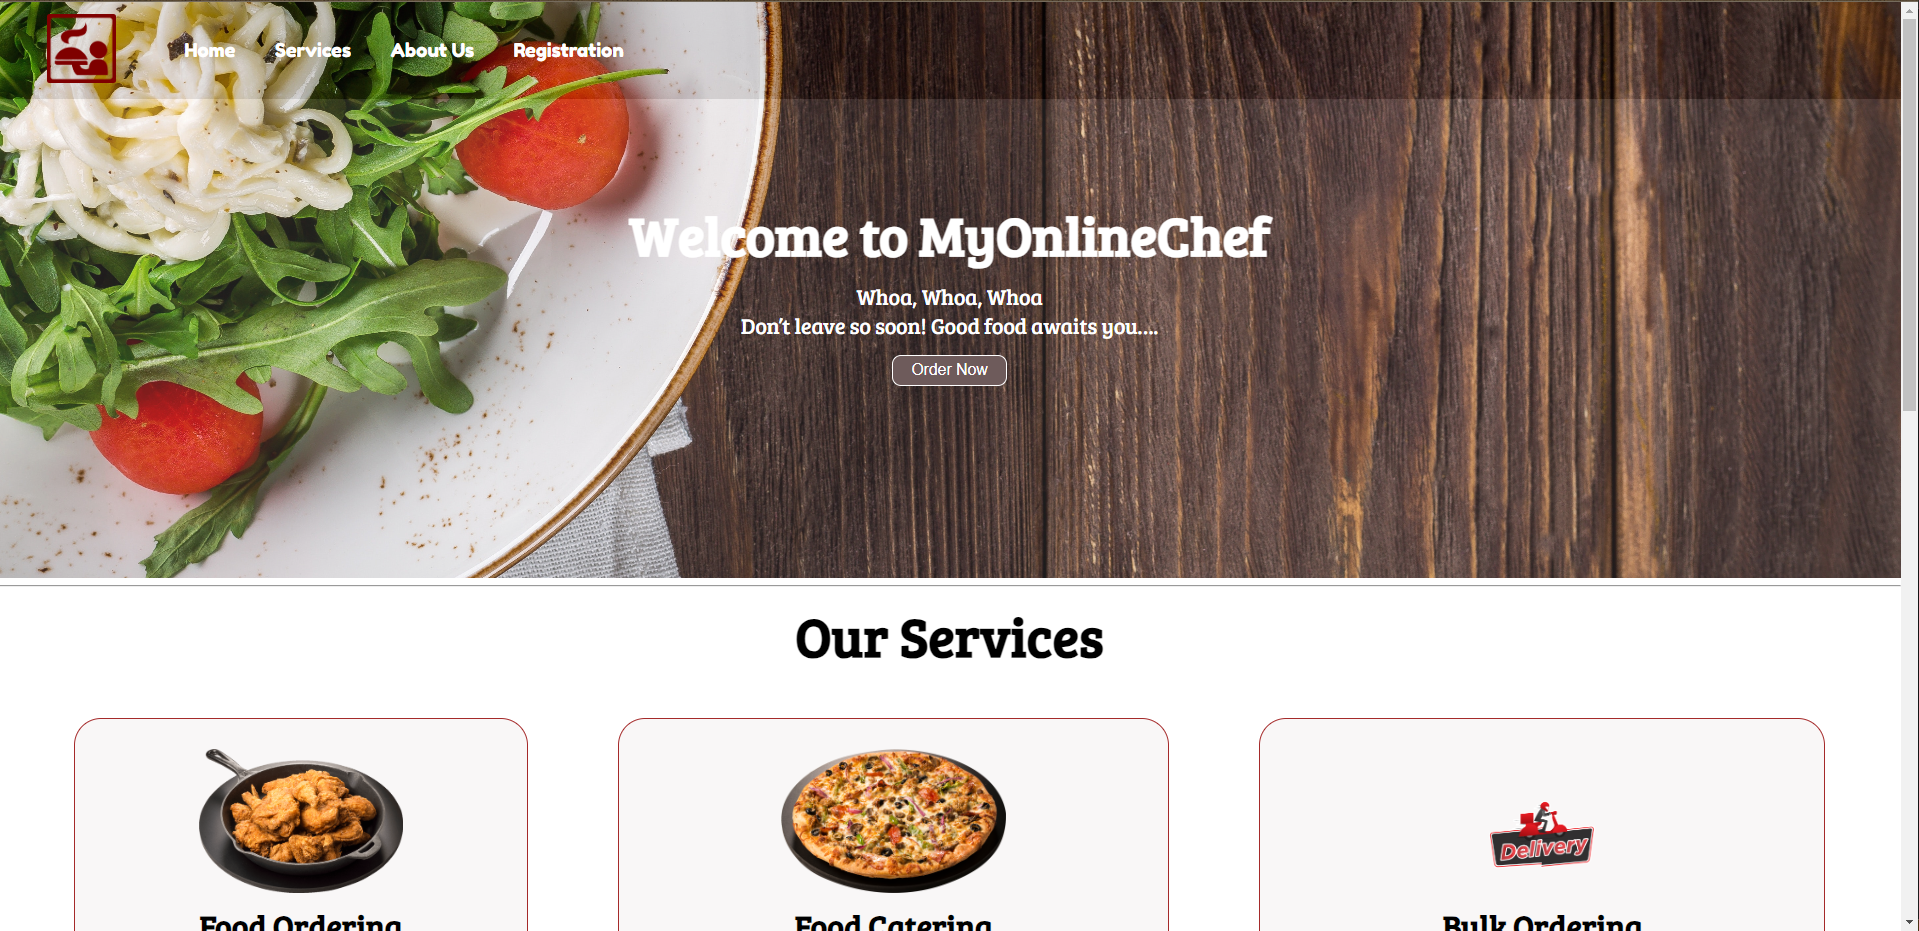 Home Services About Us Registration
Welcome to MyOnlineChef
Whoa, Whoa, Whoa
Don't leave so soon! Good food awaits you....
Order Now
Our Services
Delivery
Food Ordering
Food Catering
Bulk Ordering